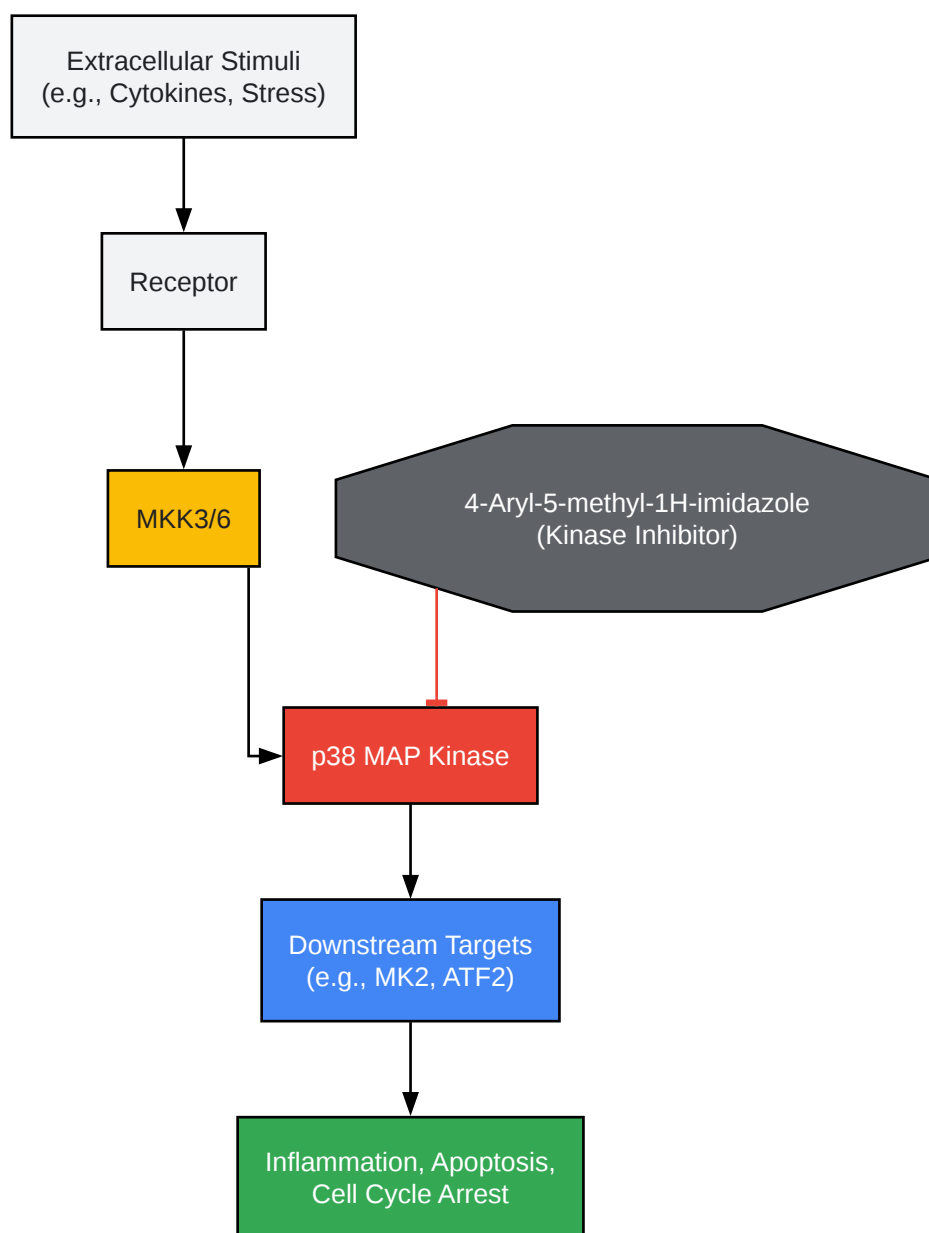 Extracellular Stimuli
(e.g., Cytokines, Stress)
Receptor
MKK3/6
4-Aryl-5-methyl-1H-imidazole
(Kinase Inhibitor)
p38 MAP Kinase
Downstream Targets
(e.g., MK2, ATF2)
Inflammation, Apoptosis,
Cell Cycle Arrest